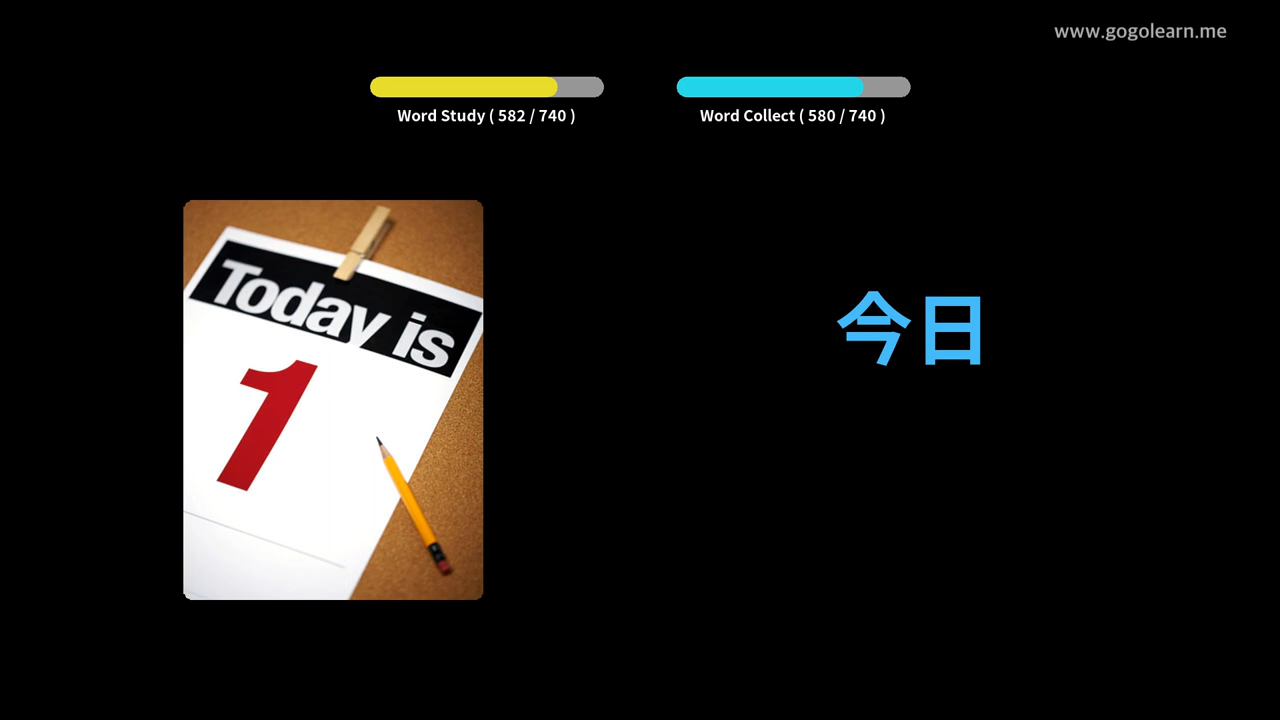 www.gogolearn.me
Word Study ( 582 / 740 )
Word Collect ( 580 / 740 )
Today is
1
今日